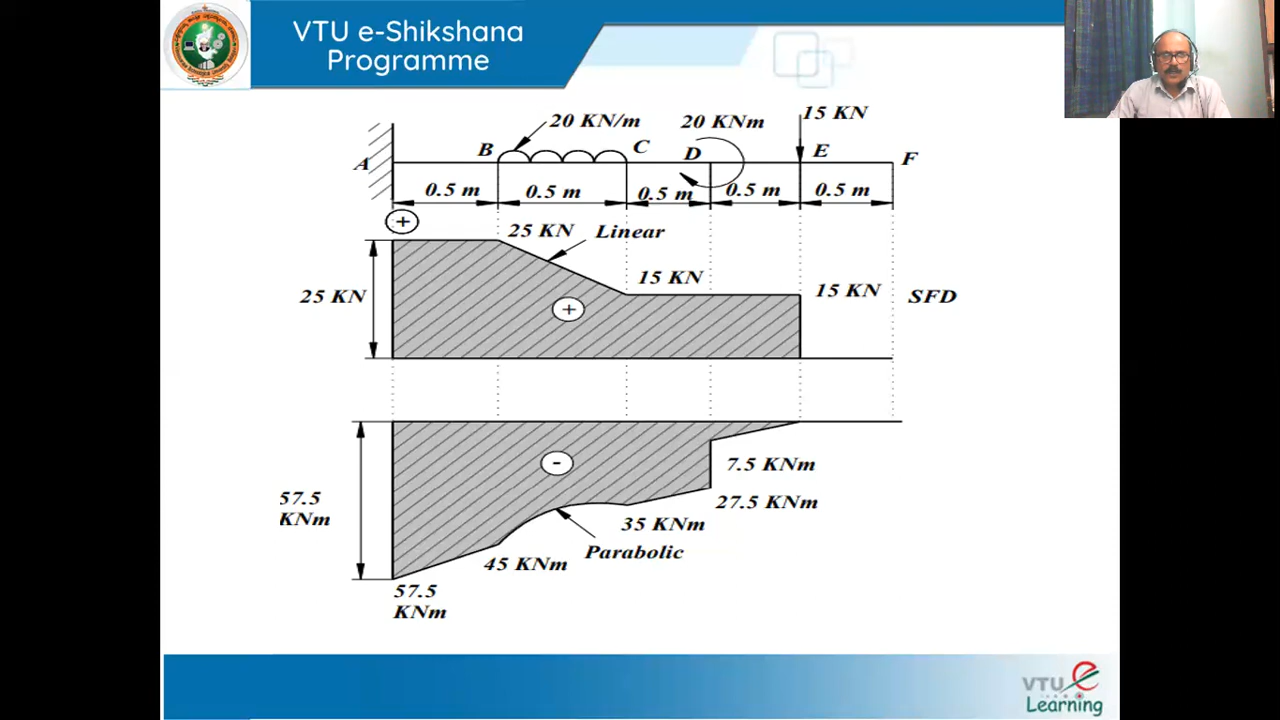 VTU e-Shikshana
Programme
20 KN/m
20 KNm
15 KN
A
B
C
D
E
F
0.5 m
0.5 m
0.5 m
0.5 m
0.5 m
+
25 KN
Linear
15 KN
25 KN
15 KN
SFD
+
-
7.5 KNm
57.5
KNm
27.5 KNm
35 KNm
Parabolic
45 KNm
57.5
KNm
VTU
Learning